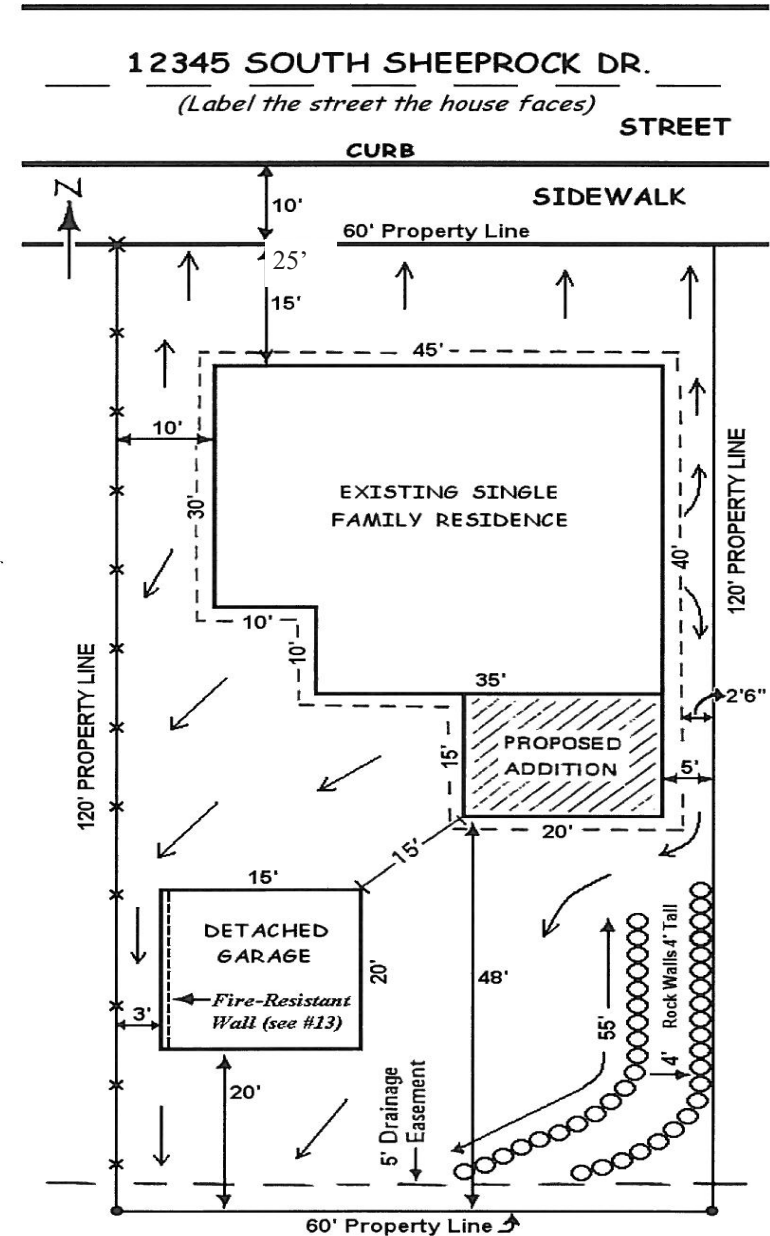 12345 SOUTH SHEEPROCK DR.
(Label the street the house faces)
STREET
CURB
SIDEWALK
N
10'
60' Property Line
25’
15'
45'
10'
30'
EXISTING SINGLE
FAMILY RESIDENCE
40'
120' PROPERTY LINE
10'
10'
35'
120' PROPERTY LINE
2'6"
15'
PROPOSED
ADDITION
5'
20'
15'
15'
DETACHED
GARAGE
20'
Fire-Resistant
Wall (see #13)
3'
48'
55'
Rock Walls 4' Tall
4'
20'
5' Drainage
Easement
60' Property Line